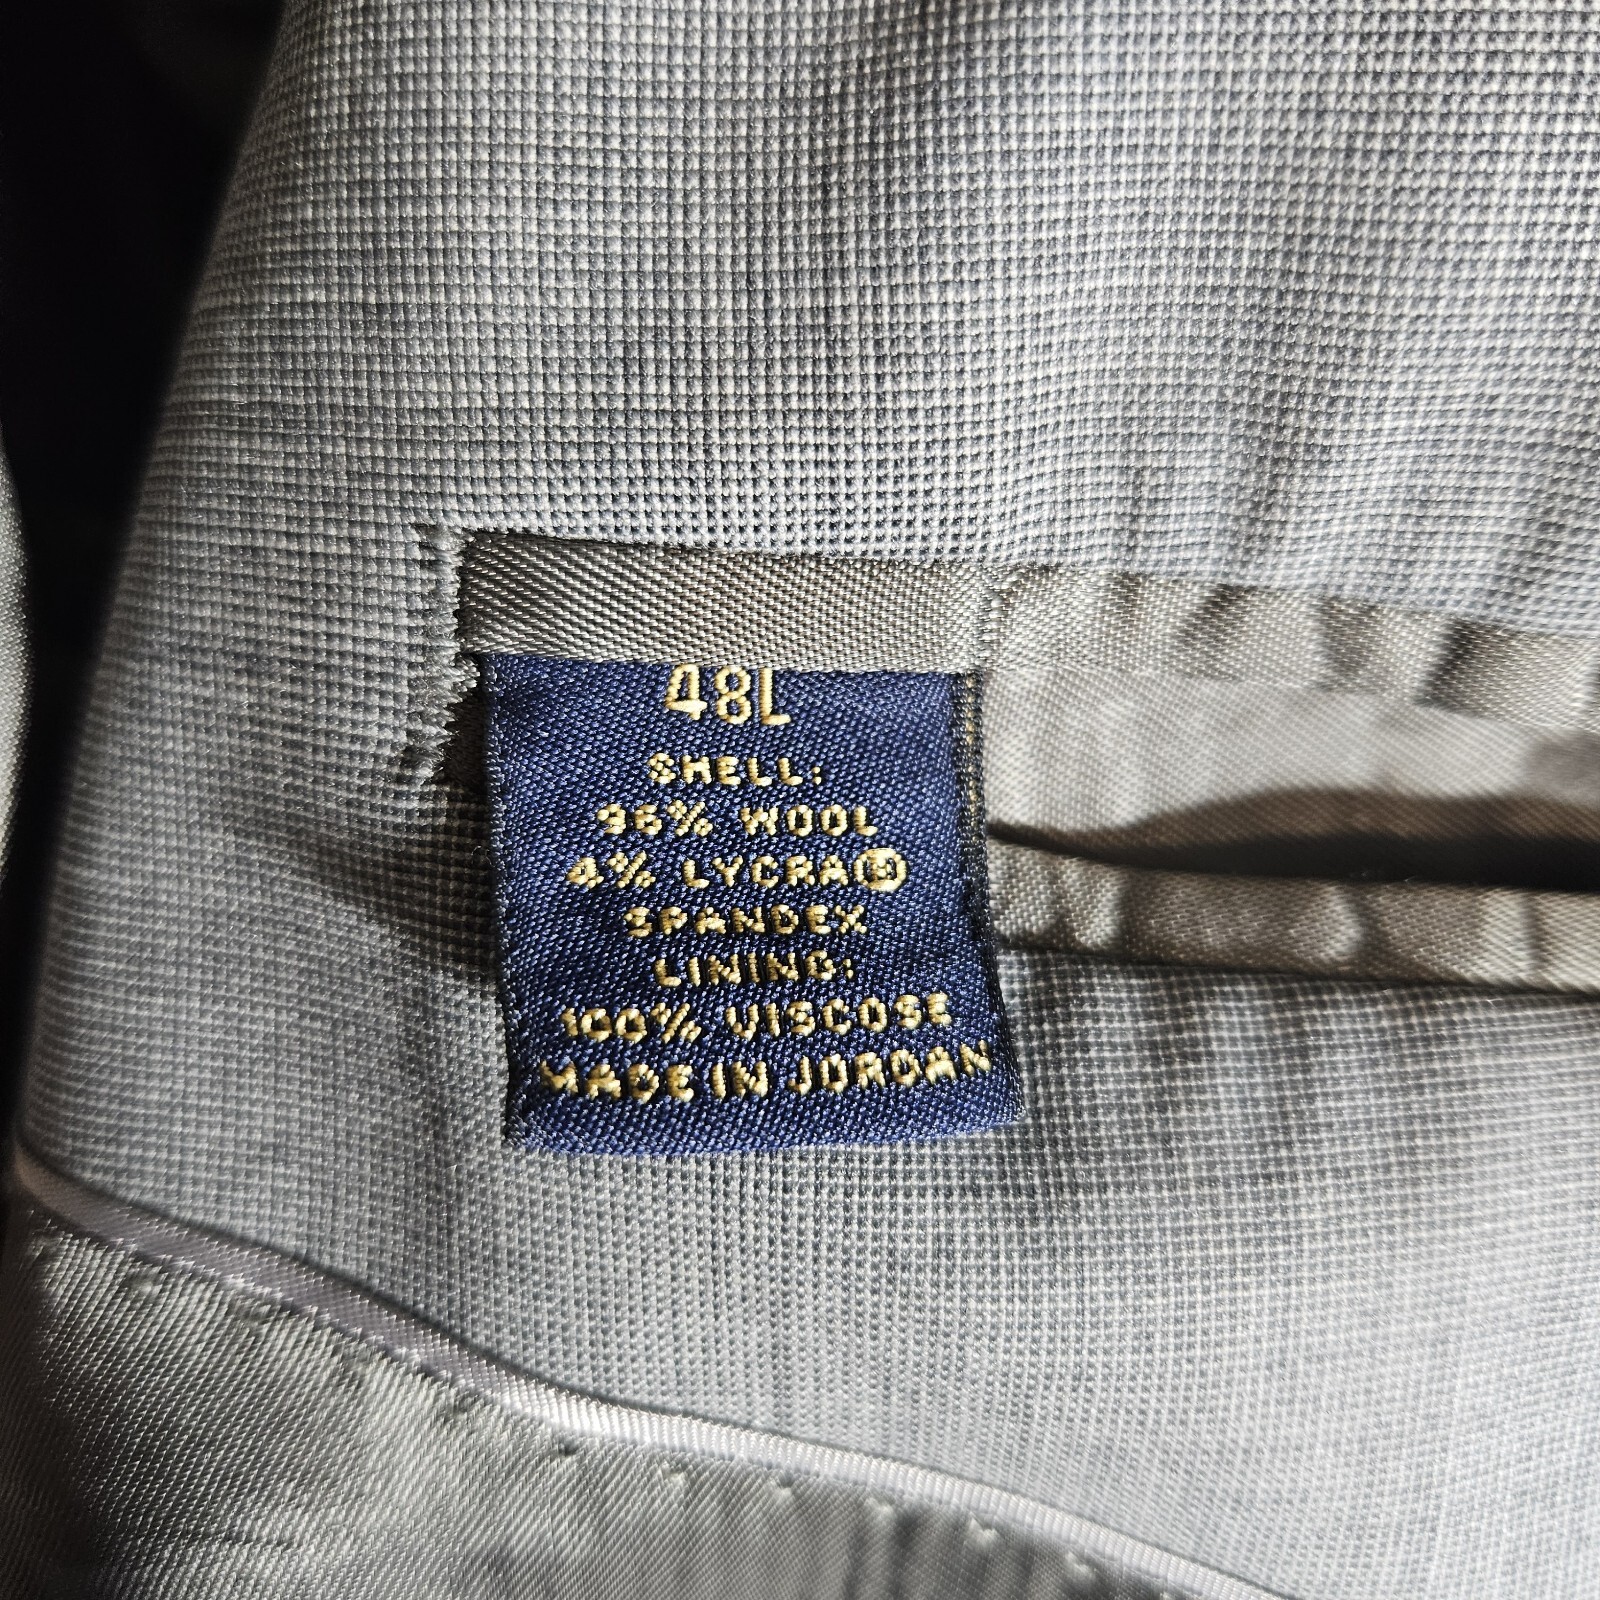 48L
SHELL:
96% WOOL
4% LYCRA®
SPANDEX
LINING:
100% VISCOSE
MADE IN JORDAN